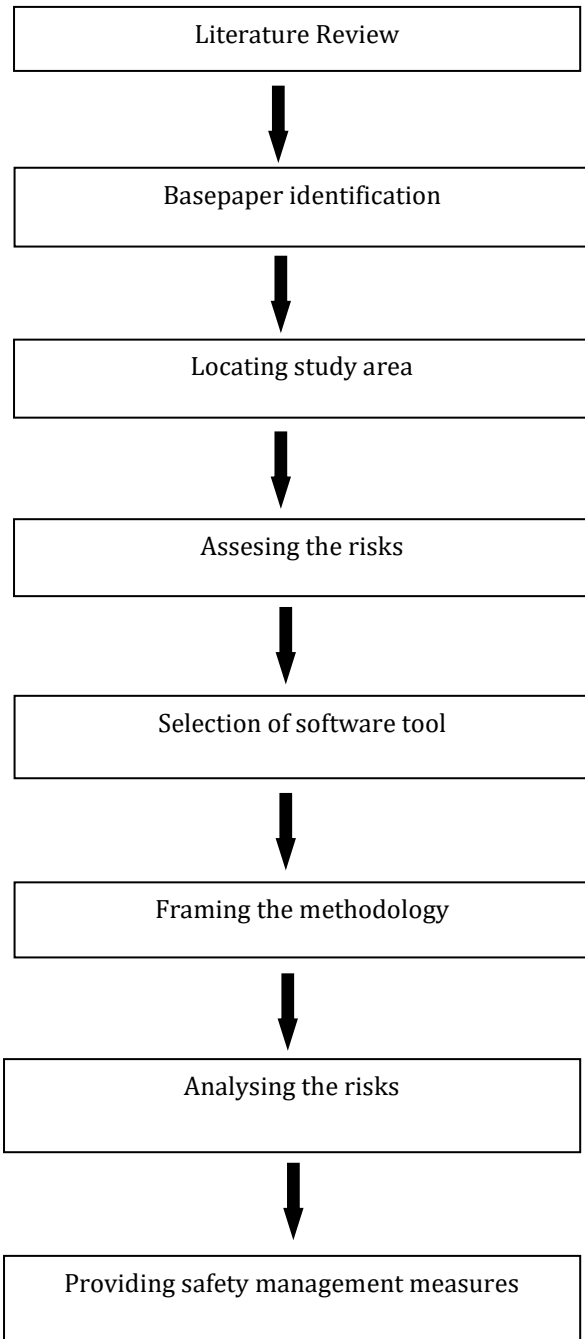 Literature Review
Basepaper identification
Locating study area
Assesing the risks
Selection of software tool
Framing the methodology
Analysing the risks
Providing safety management measures